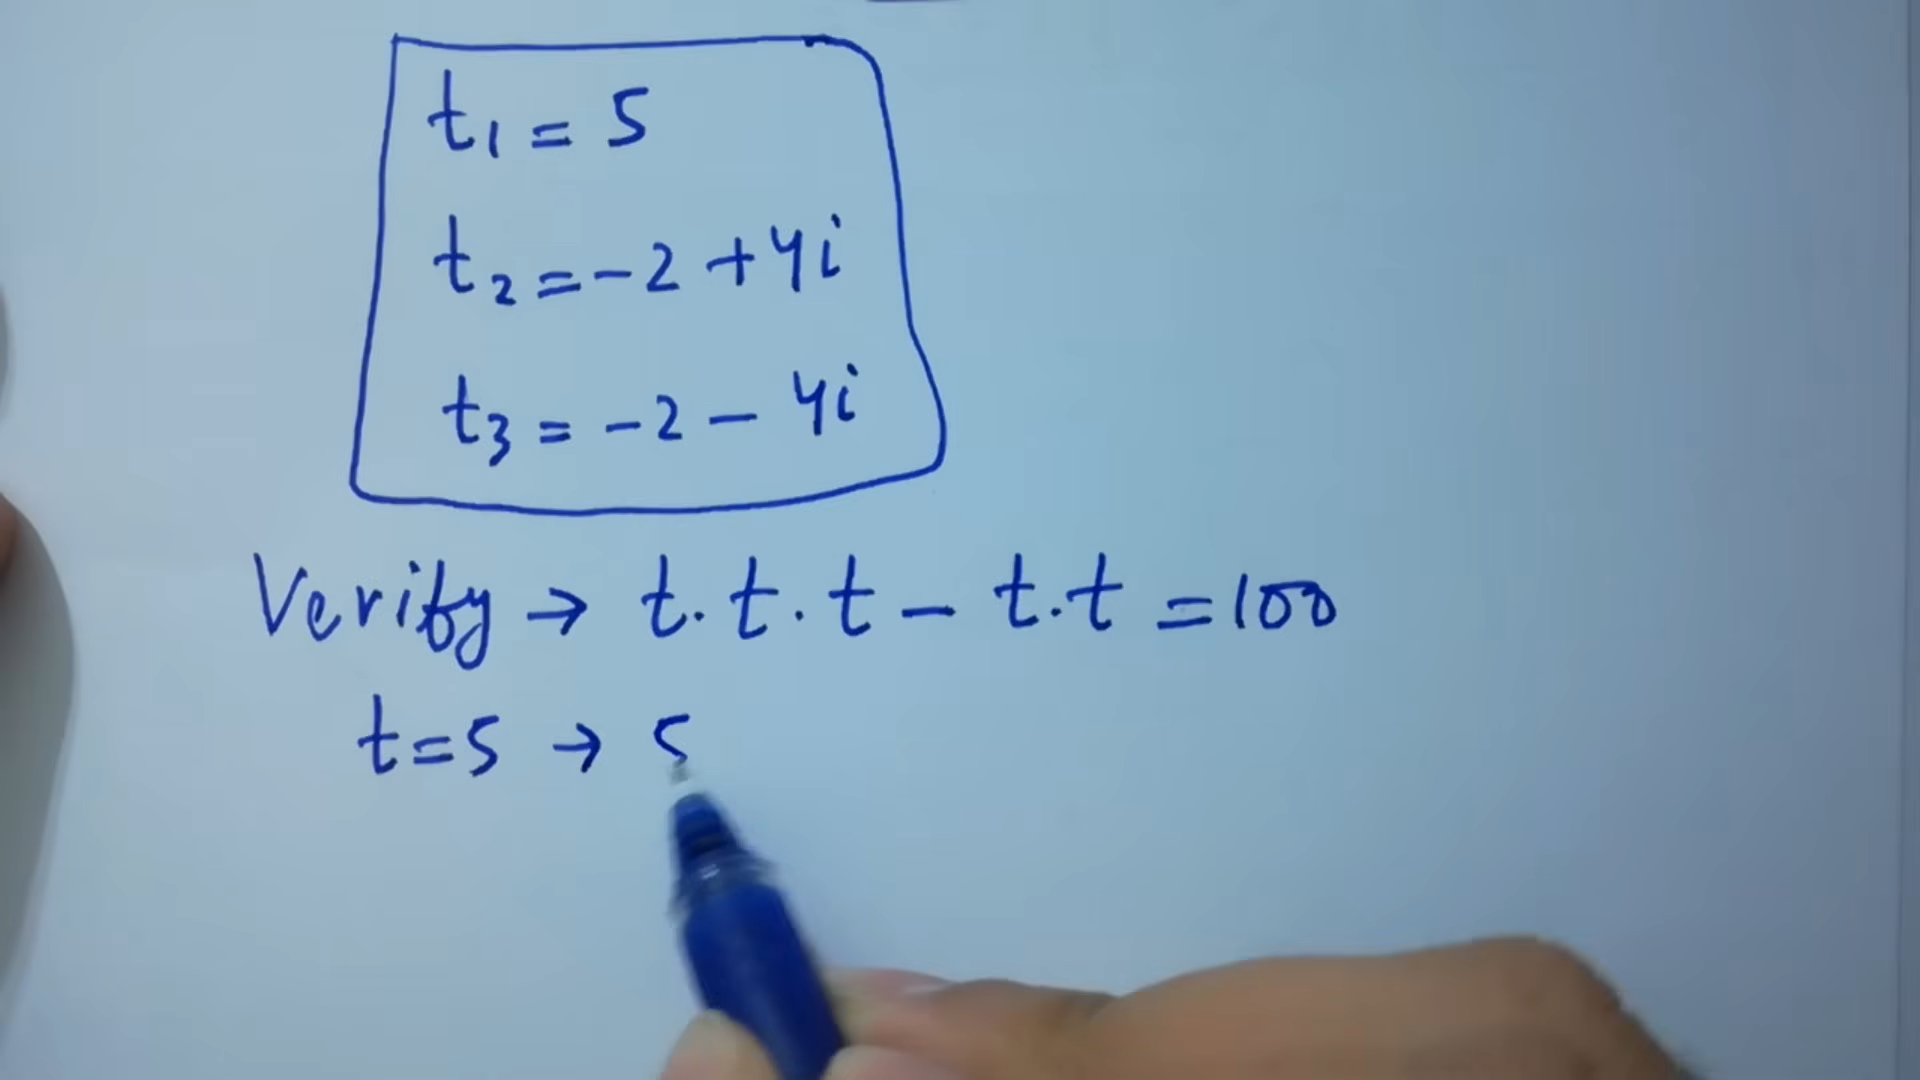 t₁ = 5
t₂ = -2 + 4i
t₃ = -2 - 4i
Verify → t.t.t - t.t = 100
t = 5 → 5